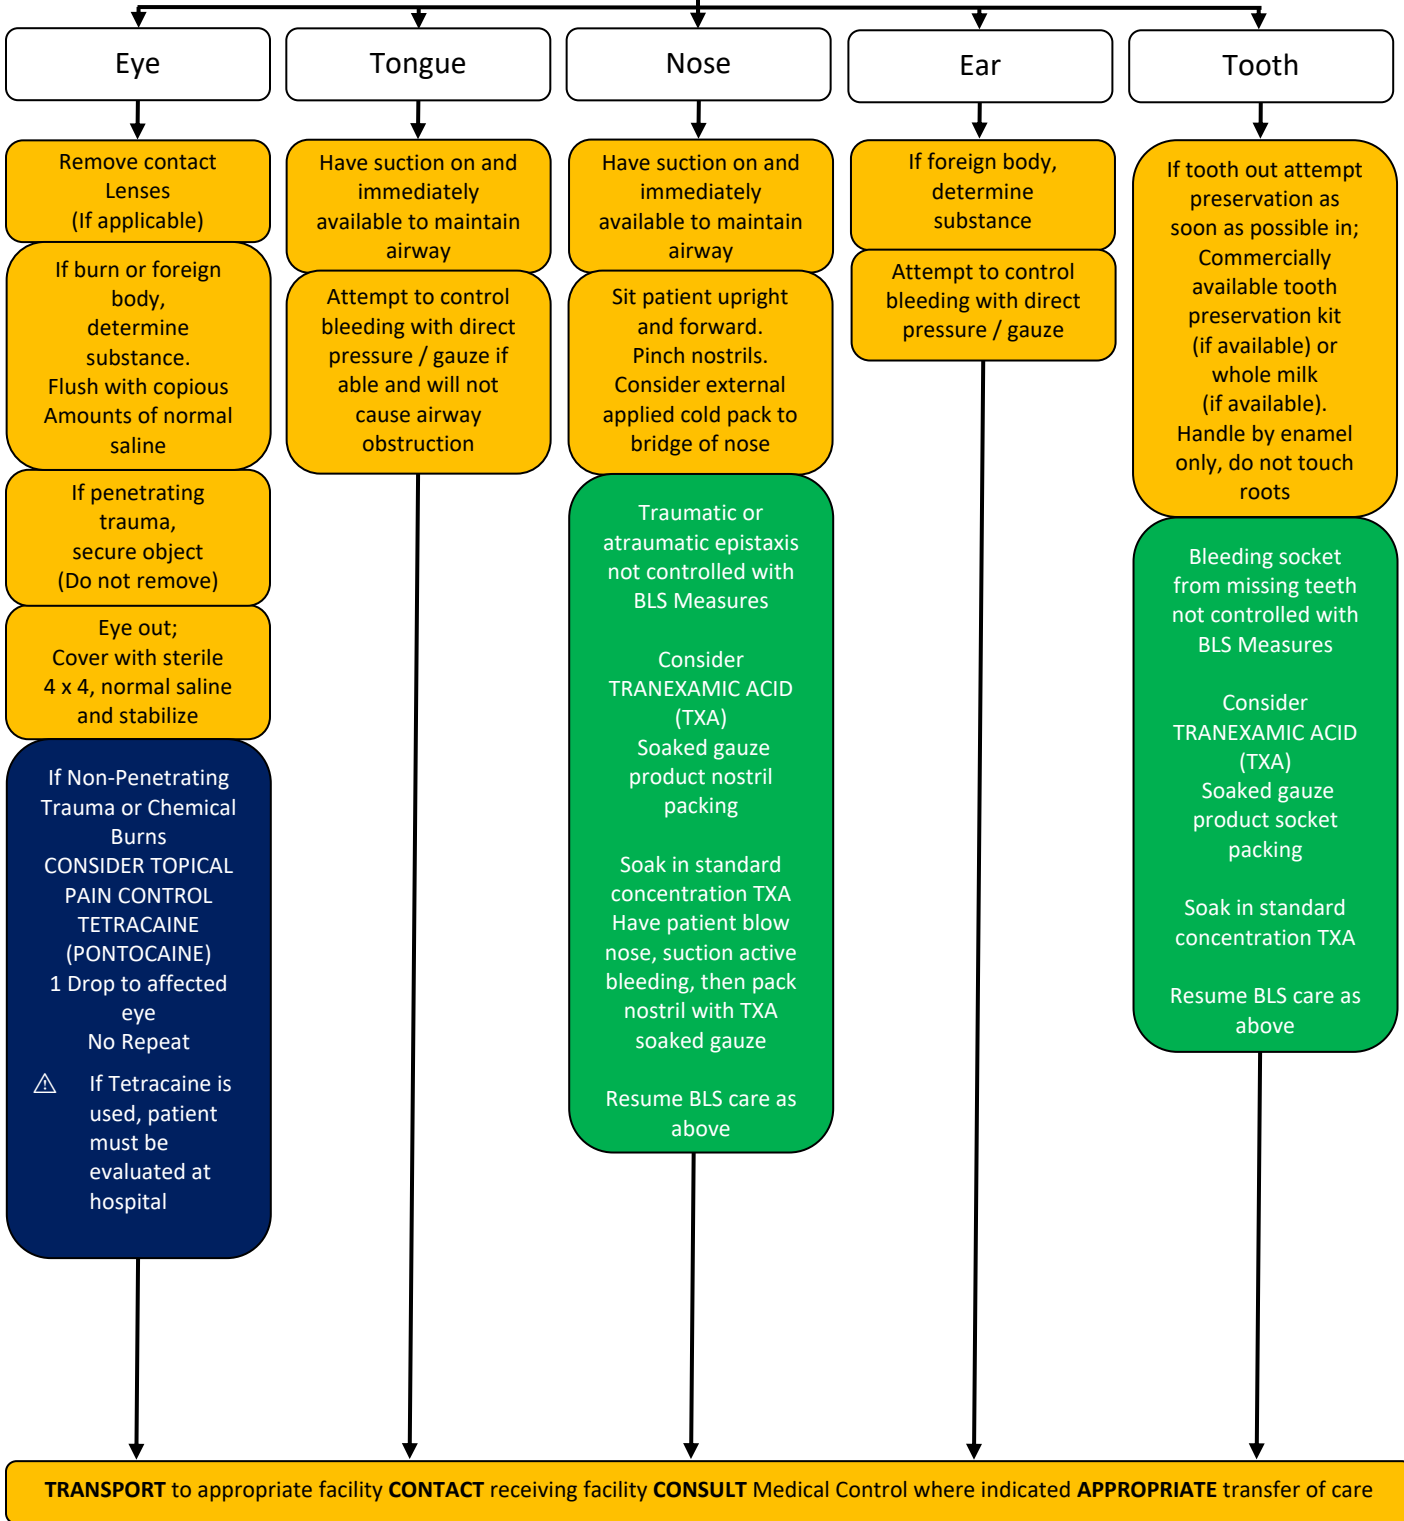 Eye
Tongue
Nose
Ear
Tooth
Remove contact
Lenses
(If applicable)
If burn or foreign
body,
determine
substance.
Flush with copious
Amounts of normal
saline
If penetrating
trauma,
secure object
(Do not remove)
Eye out;
Cover with sterile
4 x 4, normal saline
and stabilize
If Non-Penetrating
Trauma or Chemical
Burns
CONSIDER TOPICAL
PAIN CONTROL
TETRACAINE
(PONTOCAINE)
1 Drop to affected
eye
No Repeat
⚠ If Tetracaine is
used, patient
must be
evaluated at
hospital
Have suction on and
immediately
available to maintain
airway
Attempt to control
bleeding with direct
pressure / gauze if
able and will not
cause airway
obstruction
Have suction on and
immediately
available to maintain
airway
Sit patient upright
and forward.
Pinch nostrils.
Consider external
applied cold pack to
bridge of nose
Traumatic or
atraumatic epistaxis
not controlled with
BLS Measures
Consider
TRANEXAMIC ACID
(TXA)
Soaked gauze
product nostril
packing
Soak in standard
concentration TXA
Have patient blow
nose, suction active
bleeding, then pack
nostril with TXA
soaked gauze
Resume BLS care as
above
If foreign body,
determine
substance
Attempt to control
bleeding with direct
pressure / gauze
If tooth out attempt
preservation as
soon as possible in;
Commercially
available tooth
preservation kit
(if available) or
whole milk
(if available).
Handle by enamel
only, do not touch
roots
Bleeding socket
from missing teeth
not controlled with
BLS Measures
Consider
TRANEXAMIC ACID
(TXA)
Soaked gauze
product socket
packing
Soak in standard
concentration TXA
Resume BLS care as
above
TRANSPORT to appropriate facility CONTACT receiving facility CONSULT Medical Control where indicated APPROPRIATE transfer of care